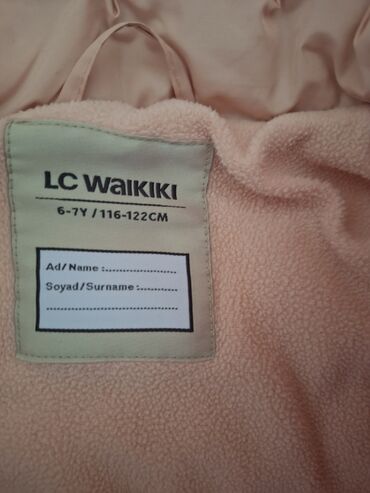 LC WAIKIKI
6-7Y / 116-122CM
Ad/Name :......................
Soyad/Surname :............
..........................................